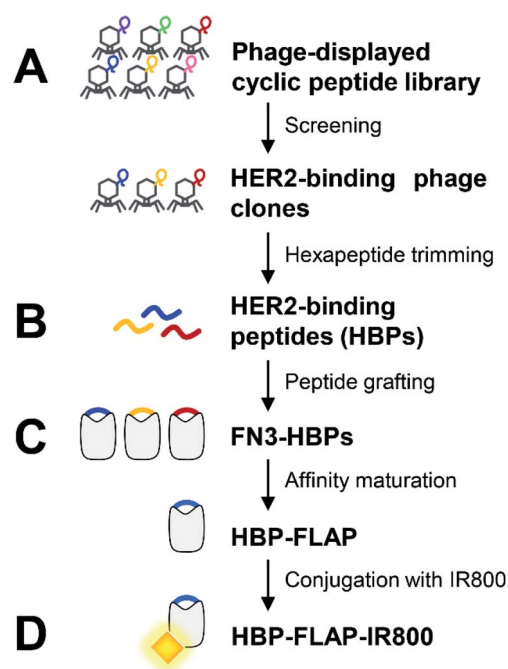 A
Phage-displayed
cyclic peptide library
Screening
HER2-binding phage
clones
Hexapeptide trimming
B
HER2-binding
peptides (HBPs)
Peptide grafting
C
FN3-HBPs
Affinity maturation
HBP-FLAP
Conjugation with IR800
D
HBP-FLAP-IR800